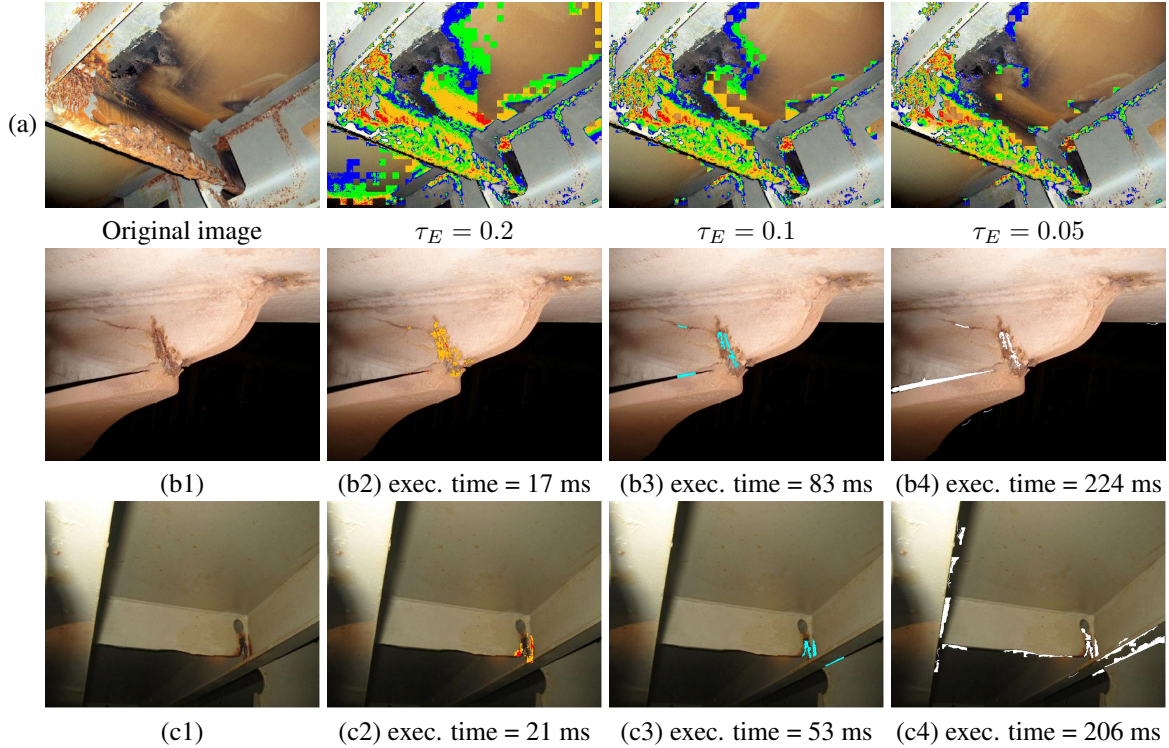 (a)
Original image
τ_E = 0.2
τ_E = 0.1
τ_E = 0.05
(b1)
(b2) exec. time = 17 ms
(b3) exec. time = 83 ms
(b4) exec. time = 224 ms
(c1)
(c2) exec. time = 21 ms
(c3) exec. time = 53 ms
(c4) exec. time = 206 ms